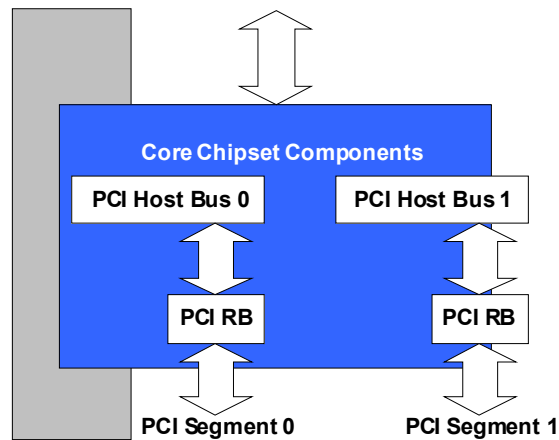 Core Chipset Components
PCI Host Bus 0
PCI Host Bus 1
PCI RB
PCI RB
PCI Segment 0
PCI Segment 1